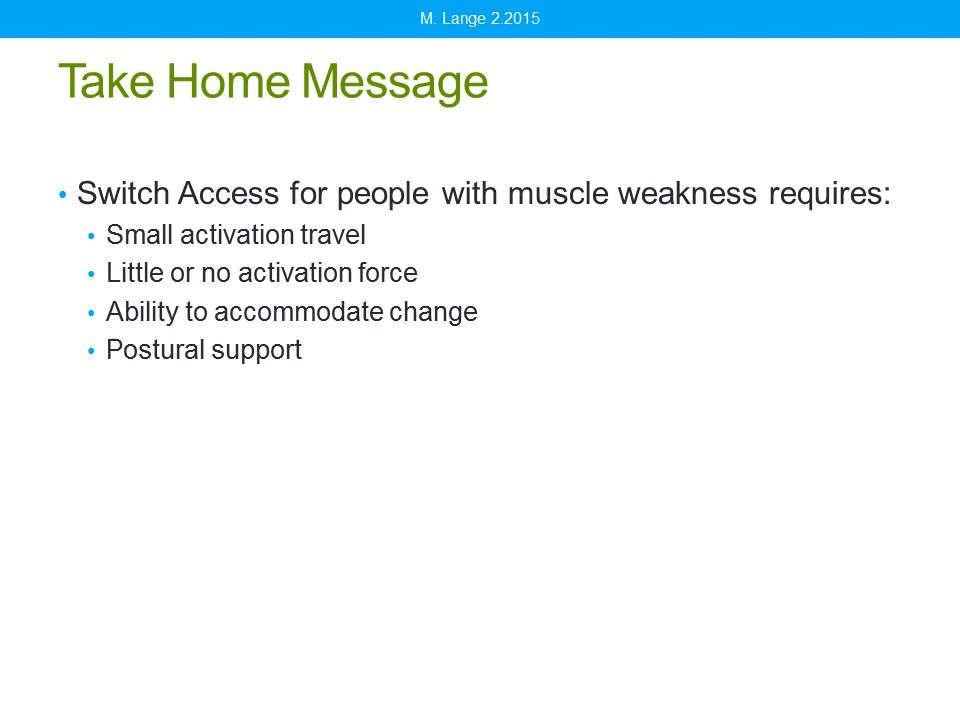 M. Lange 2.2015
Take Home Message
• Switch Access for people with muscle weakness requires:
• Small activation travel
• Little or no activation force
• Ability to accommodate change
• Postural support